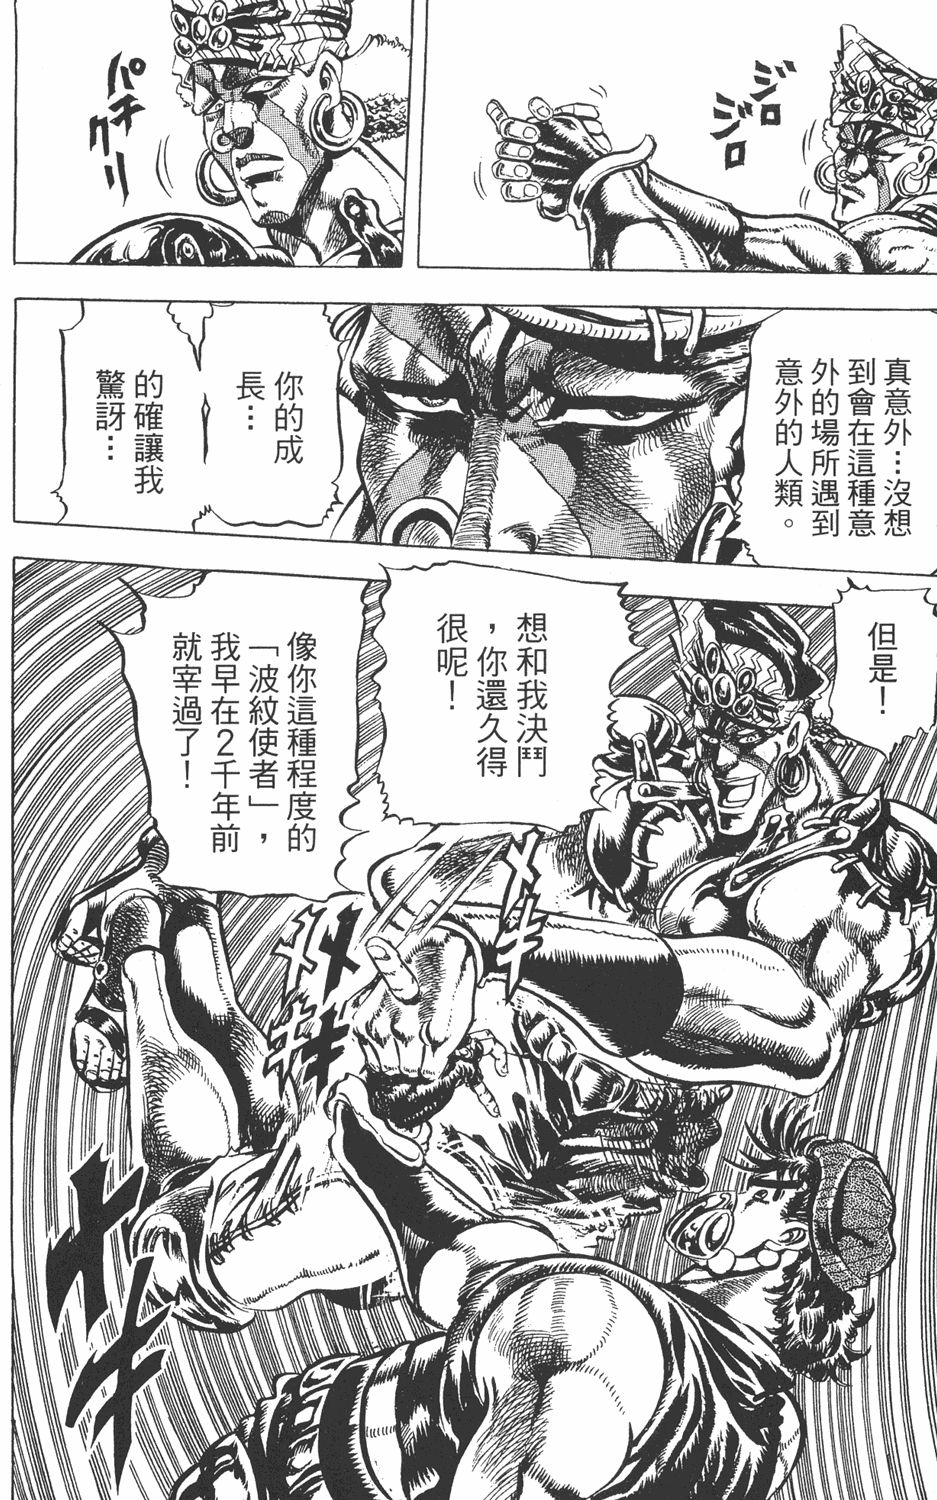 ジロ
ジロ
パチ
クリ
真意外…沒想
到會在這種意
外的場所遇到
意外的人類。
你的成
長…
的確讓我
驚訝…
但是！
想和我決鬥
，你還久得
很呢！
像你這種程度的
「波紋使者」，
我早在2千年前
就宰過了！
メキ
メキ
メキ